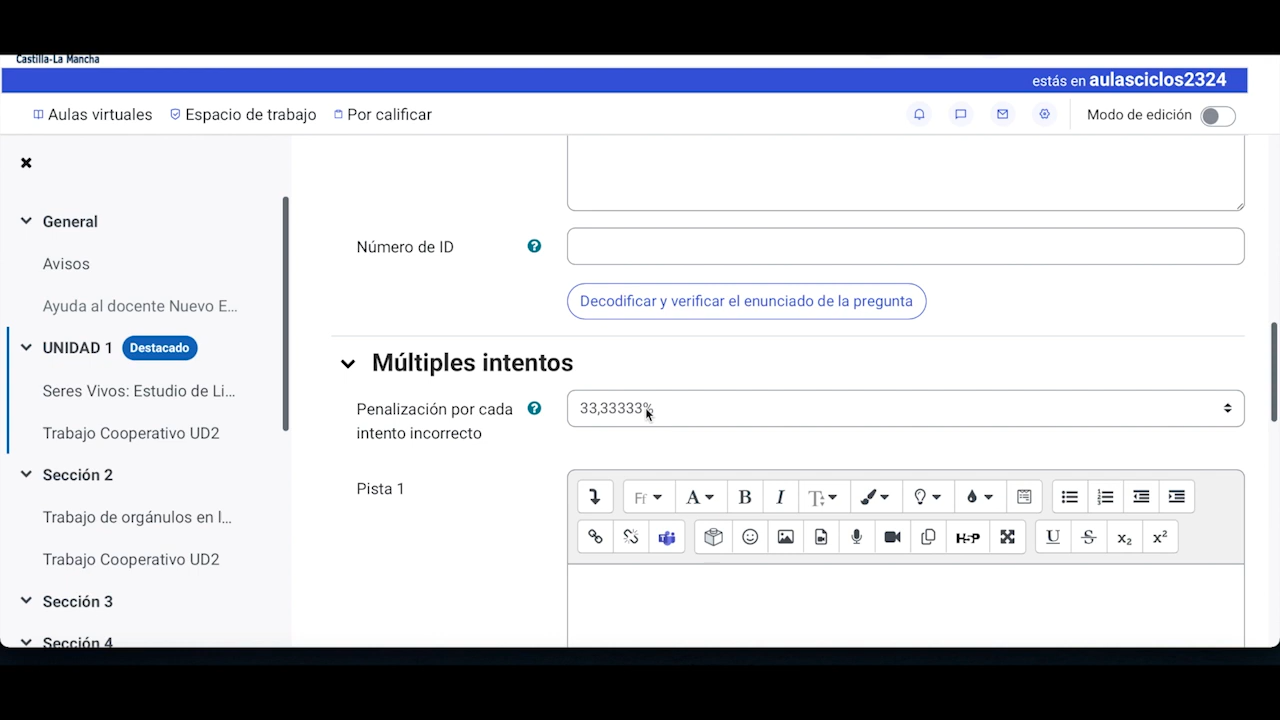 Castilla-La Mancha
estás en aulasciclos2324
Aulas virtuales Espacio de trabajo Por calificar Modo de edición
General
Avisos
Ayuda al docente Nuevo E...
UNIDAD 1 Destacado
Seres Vivos: Estudio de Li...
Trabajo Cooperativo UD2
Sección 2
Trabajo de orgánulos en l...
Trabajo Cooperativo UD2
Sección 3
Sección 4
Número de ID
Decodificar y verificar el enunciado de la pregunta
Múltiples intentos
Penalización por cada
intento incorrecto
33,33333%
Pista 1
Ff A B I T
H-P U S x₂ x²